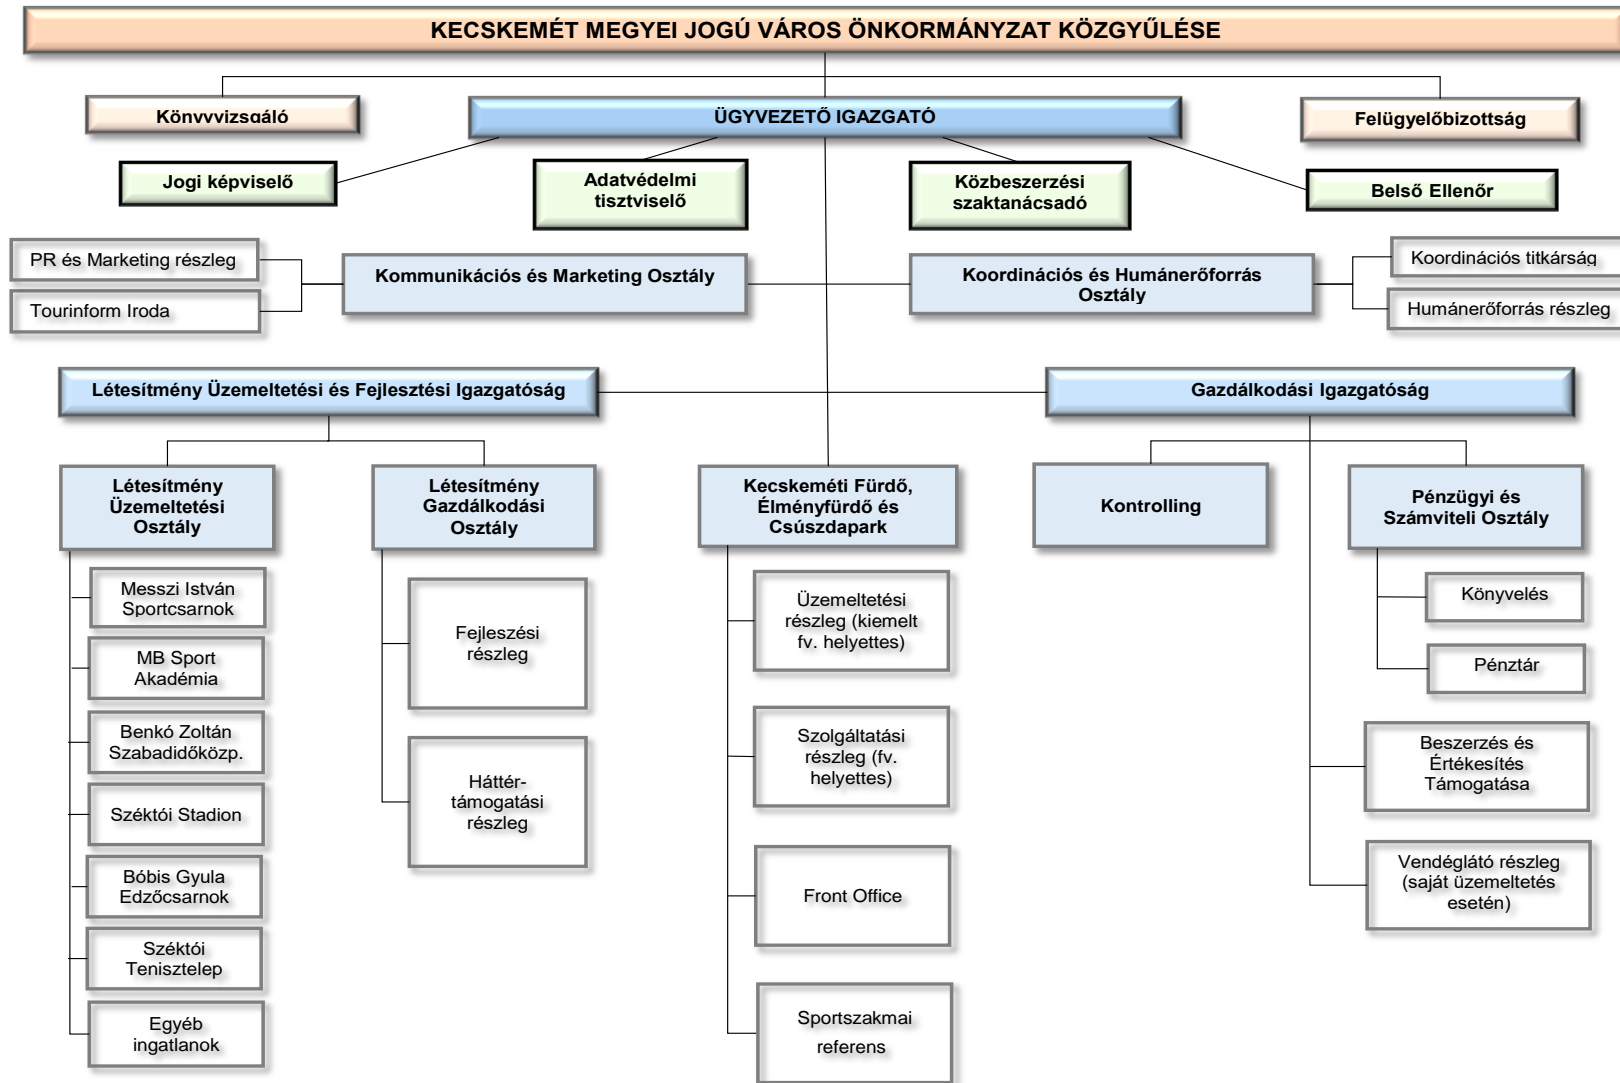 KECSKEMÉT MEGYEI JOGÚ VÁROS ÖNKORMÁNYZAT KÖZGYŰLÉSE
Könyvvizsgáló
ÜGYVEZETŐ IGAZGATÓ
Felügyelőbizottság
Jogi képviselő
Adatvédelmi
tisztviselő
Közbeszerzési
szaktanácsadó
Belső Ellenőr
PR és Marketing részleg
Tourinform Iroda
Kommunikációs és Marketing Osztály
Koordinációs és Humánerőforrás
Osztály
Koordinációs titkárság
Humánerőforrás részleg
Létesítmény Üzemeltetési és Fejlesztési Igazgatóság
Gazdálkodási Igazgatóság
Létesítmény
Üzemeltetési
Osztály
Létesítmény
Gazdálkodási
Osztály
Kecskeméti Fürdő,
Élményfürdő és
Csúszdapark
Kontrolling
Pénzügyi és
Számviteli Osztály
Messzi István
Sportcsarnok
MB Sport
Akadémia
Benkó Zoltán
Szabadidőközp.
Széktói Stadion
Bóbis Gyula
Edzőcsarnok
Széktói
Tenisztelep
Egyéb
ingatlanok
Fejleszési
részleg
Háttér-
támogatási
részleg
Üzemeltetési
részleg (kiemelt
fv. helyettes)
Szolgáltatási
részleg (fv.
helyettes)
Front Office
Sportszakmai
referens
Könyvelés
Pénztár
Beszerzés és
Értékesítés
Támogatása
Vendéglátó részleg
(saját üzemeltetés
esetén)